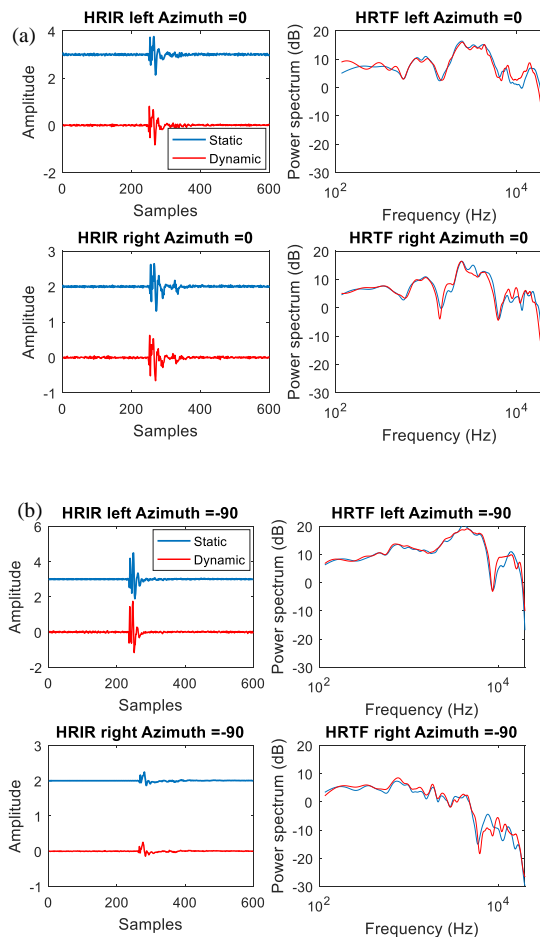 (a)
HRIR left Azimuth =0
Amplitude
4
2
0
-2
0 200 400 600
Samples
Static
Dynamic
HRTF left Azimuth =0
Power spectrum (dB)
20
10
0
-10
-20
-30
10^2 10^4
Frequency (Hz)
HRIR right Azimuth =0
Amplitude
3
2
1
0
-1
0 200 400 600
Samples
HRTF right Azimuth =0
Power spectrum (dB)
20
10
0
-10
-20
-30
10^2 10^4
Frequency (Hz)
(b)
HRIR left Azimuth =-90
Amplitude
6
4
2
0
-2
0 200 400 600
Samples
Static
Dynamic
HRTF left Azimuth =-90
Power spectrum (dB)
20
10
0
-10
-20
-30
10^2 10^4
Frequency (Hz)
HRIR right Azimuth =-90
Amplitude
3
2
1
0
-1
0 200 400 600
Samples
HRTF right Azimuth =-90
Power spectrum (dB)
20
10
0
-10
-20
-30
10^2 10^4
Frequency (Hz)